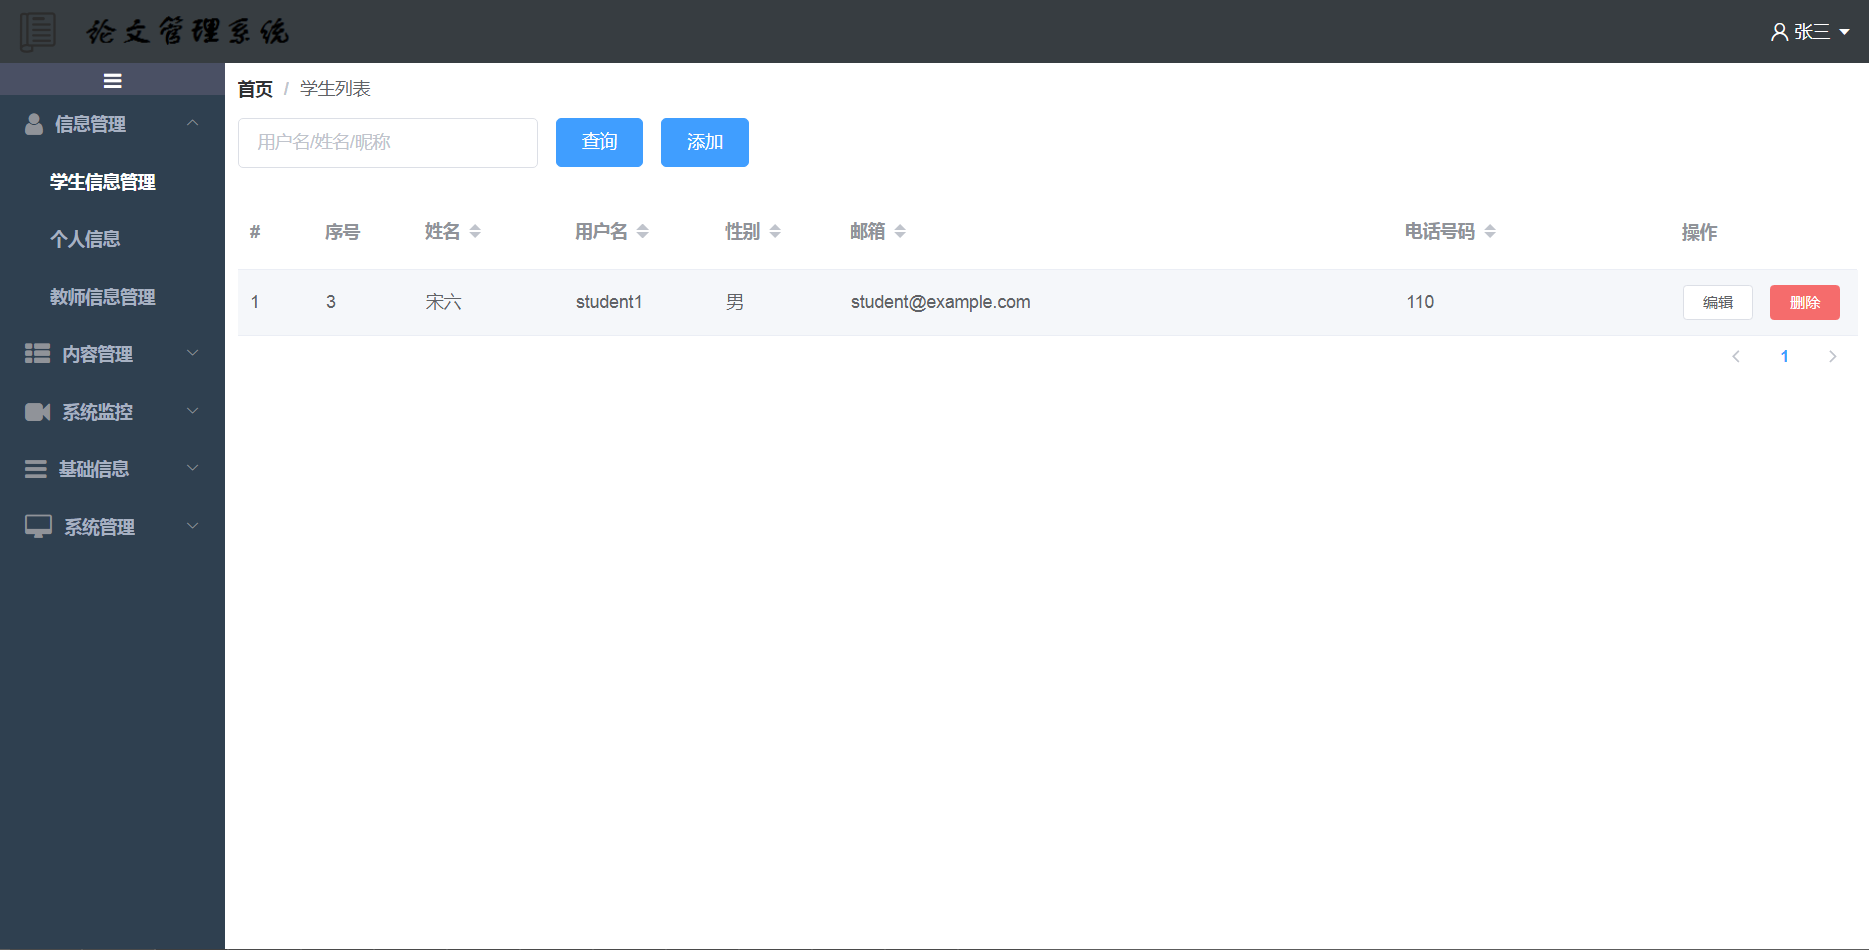 论文管理系统
张三
首页 / 学生列表
信息管理
学生信息管理
个人信息
教师信息管理
内容管理
系统监控
基础信息
系统管理
用户名/姓名/昵称 查询 添加
# 序号 姓名 用户名 性别 邮箱 电话号码 操作
1 3 宋六 student1 男 student@example.com 110 编辑 删除
1